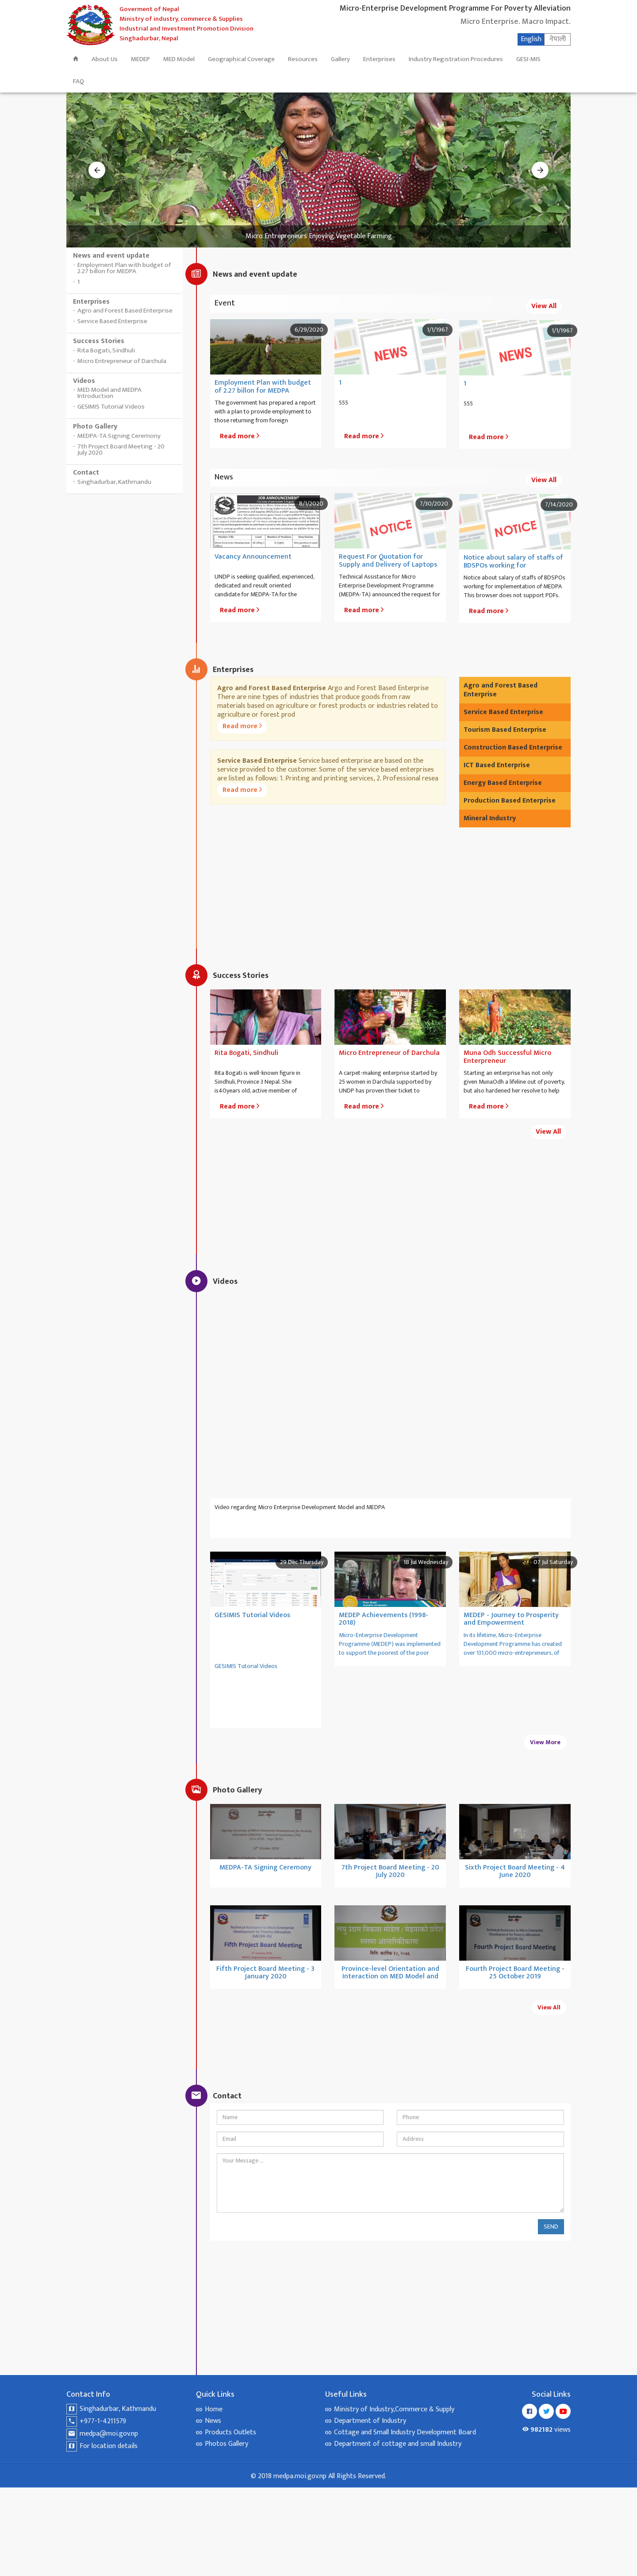 Goverment of Nepal
Ministry of industry, commerce & Supplies
Industrial and Investment Promotion Division
Singhadurbar, Nepal
Micro-Enterprise Development Programme For Poverty Alleviation
Micro Enterprise. Macro Impact.
English नेपाली
About Us MEDEP MED Model Geographical Coverage Resources Gallery Enterprises Industry Registration Procedures GESI-MIS
FAQ
Micro Entrepreneurs Enjoying Vegetable Farming
News and event update
- Employment Plan with budget of
2.27 billon for MEDPA
- 1
Enterprises
- Agro and Forest Based Enterprise
- Service Based Enterprise
Success Stories
- Rita Bogati, Sindhuli
- Micro Entrepreneur of Darchula
Videos
- MED Model and MEDPA
Introduction
- GESIMIS Tutorial Videos
Photo Gallery
- MEDPA-TA Signing Ceremony
- 7th Project Board Meeting - 20
July 2020
Contact
- Singhadurbar, Kathmandu
News and event update
Event
View All
6/29/2020
Employment Plan with budget
of 2.27 billon for MEDPA
The government has prepared a report
with a plan to provide employment to
those returning from foreign
Read more
1/1/1967
NEWS
1
555
Read more
1/1/1967
NEWS
1
555
Read more
News
View All
JOB ANNOUNCEMENT
8/1/2020
Vacancy Announcement
UNDP is seeking qualified, experienced,
dedicated and result oriented
candidate for MEDPA-TA for the
Read more
7/30/2020
NOTICE
Request For Quotation for
Supply and Delivery of Laptops
Technical Assistance for Micro
Enterprise Development Programme
(MEDPA-TA) announced the request for
Read more
7/14/2020
NOTICE
Notice about salary of staffs of
BDSPOs working for
Notice about salary of staffs of BDSPOs
working for implementation of MEDPA
This browser does not support PDFs.
Read more
Enterprises
Agro and Forest Based Enterprise Argo and Forest Based Enterprise
There are nine types of industries that produce goods from raw
materials based on agriculture or forest products or industries related to
agriculture or forest prod
Read more
Service Based Enterprise Service based enterprise are based on the
service provided to the customer. Some of the service based enterprises
are listed as follows: 1. Printing and printing services, 2. Professional resea
Read more
Agro and Forest Based
Enterprise
Service Based Enterprise
Tourism Based Enterprise
Construction Based Enterprise
ICT Based Enterprise
Energy Based Enterprise
Production Based Enterprise
Mineral Industry
Success Stories
Rita Bogati, Sindhuli
Rita Bogati is well-known figure in
Sindhuli, Province 3 Nepal. She
is40years old, active member of
Read more
Micro Entrepreneur of Darchula
A carpet-making enterprise started by
25 women in Darchula supported by
UNDP has proven their ticket to
Read more
Muna Odh Successful Micro
Enterpreneur
Starting an enterprise has not only
given MunaOdh a lifeline out of poverty,
but also hardened her resolve to help
Read more
View All
Videos
Video regarding Micro Enterprise Development Model and MEDPA
29 Dec Thursday
GESIMIS Tutorial Videos
GESIMIS Tutorial Videos
18 Jul Wednesday
MEDEP Achievements (1998-
2018)
Micro-Enterprise Development
Programme (MEDEP) was implemented
to support the poorest of the poor
07 Jul Saturday
MEDEP - Journey to Prosperity
and Empowerment
In its lifetime, Micro-Enterprise
Development Programme has created
over 131,000 micro-entrepreneurs, of
View More
Photo Gallery
MEDPA-TA Signing Ceremony
7th Project Board Meeting - 20
July 2020
Sixth Project Board Meeting - 4
June 2020
Fifth Project Board Meeting
Fifth Project Board Meeting - 3
January 2020
Province-level Orientation and
Interaction on MED Model and
Fourth Project Board Meeting
Fourth Project Board Meeting -
25 October 2019
View All
Contact
Name
Phone
Email
Address
Your Message ...
SEND
Contact Info
Singhadurbar, Kathmandu
+977-1-4211579
medpa@moi.gov.np
For location details
Quick Links
Home
News
Products Outlets
Photos Gallery
Useful Links
Ministry of Industry,Commerce & Supply
Department of Industry
Cottage and Small Industry Development Board
Department of cottage and small Industry
Social Links
982182 views
© 2018 medpa.moi.gov.np All Rights Reserved.